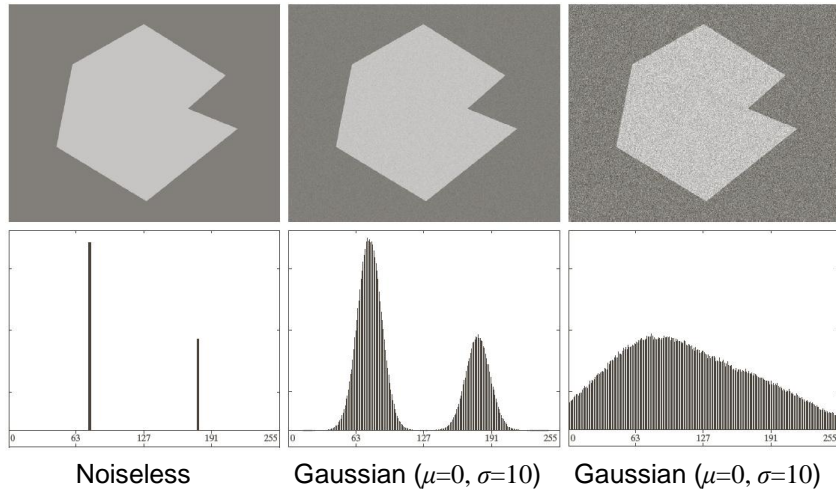 0 63 127 191 255 0 63 127 191 255 0 63 127 191 255
Noiseless Gaussian (μ=0, σ=10) Gaussian (μ=0, σ=10)